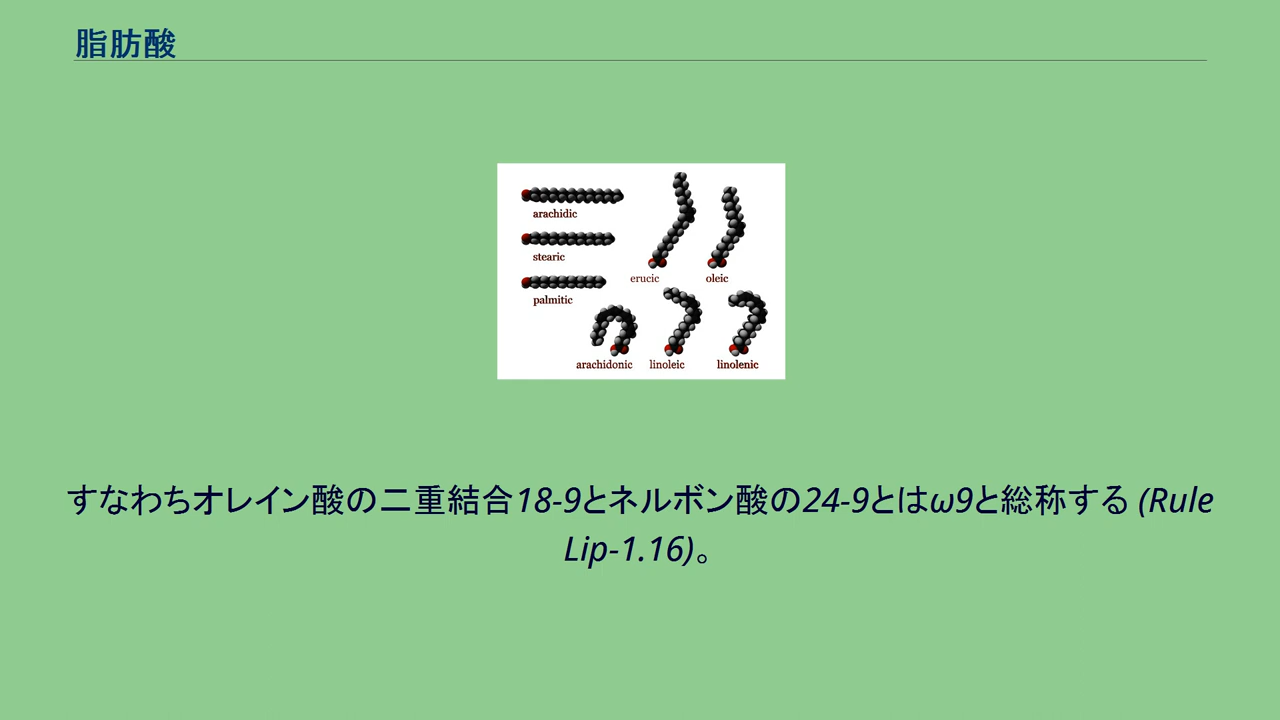 脂肪酸
arachidic
stearic
palmitic
erucic
oleic
arachidonic
linoleic
linolenic
すなわちオレイン酸の二重結合18-9とネルボン酸の24-9とはω9と総称する (Rule
Lip-1.16)。